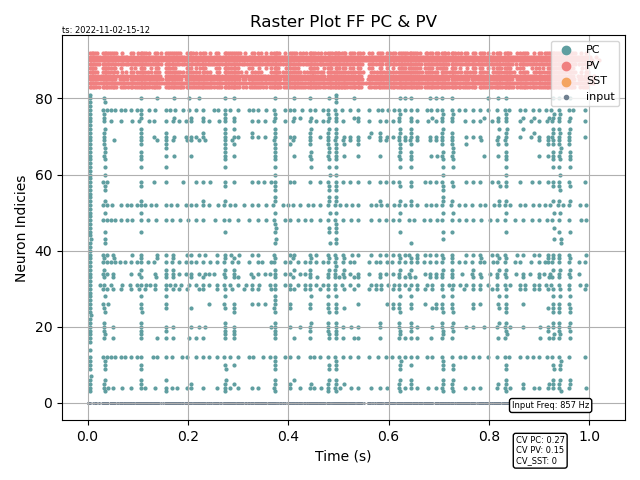 Raster Plot FF PC & PV
ts: 2022-11-02-15-12
PC
PV
SST
input
Neuron Indicies
80
60
40
20
0
Input Freq: 857 Hz
0.0 0.2 0.4 0.6 0.8 1.0
Time (s)
CV PC: 0.27
CV PV: 0.15
CV_SST: 0